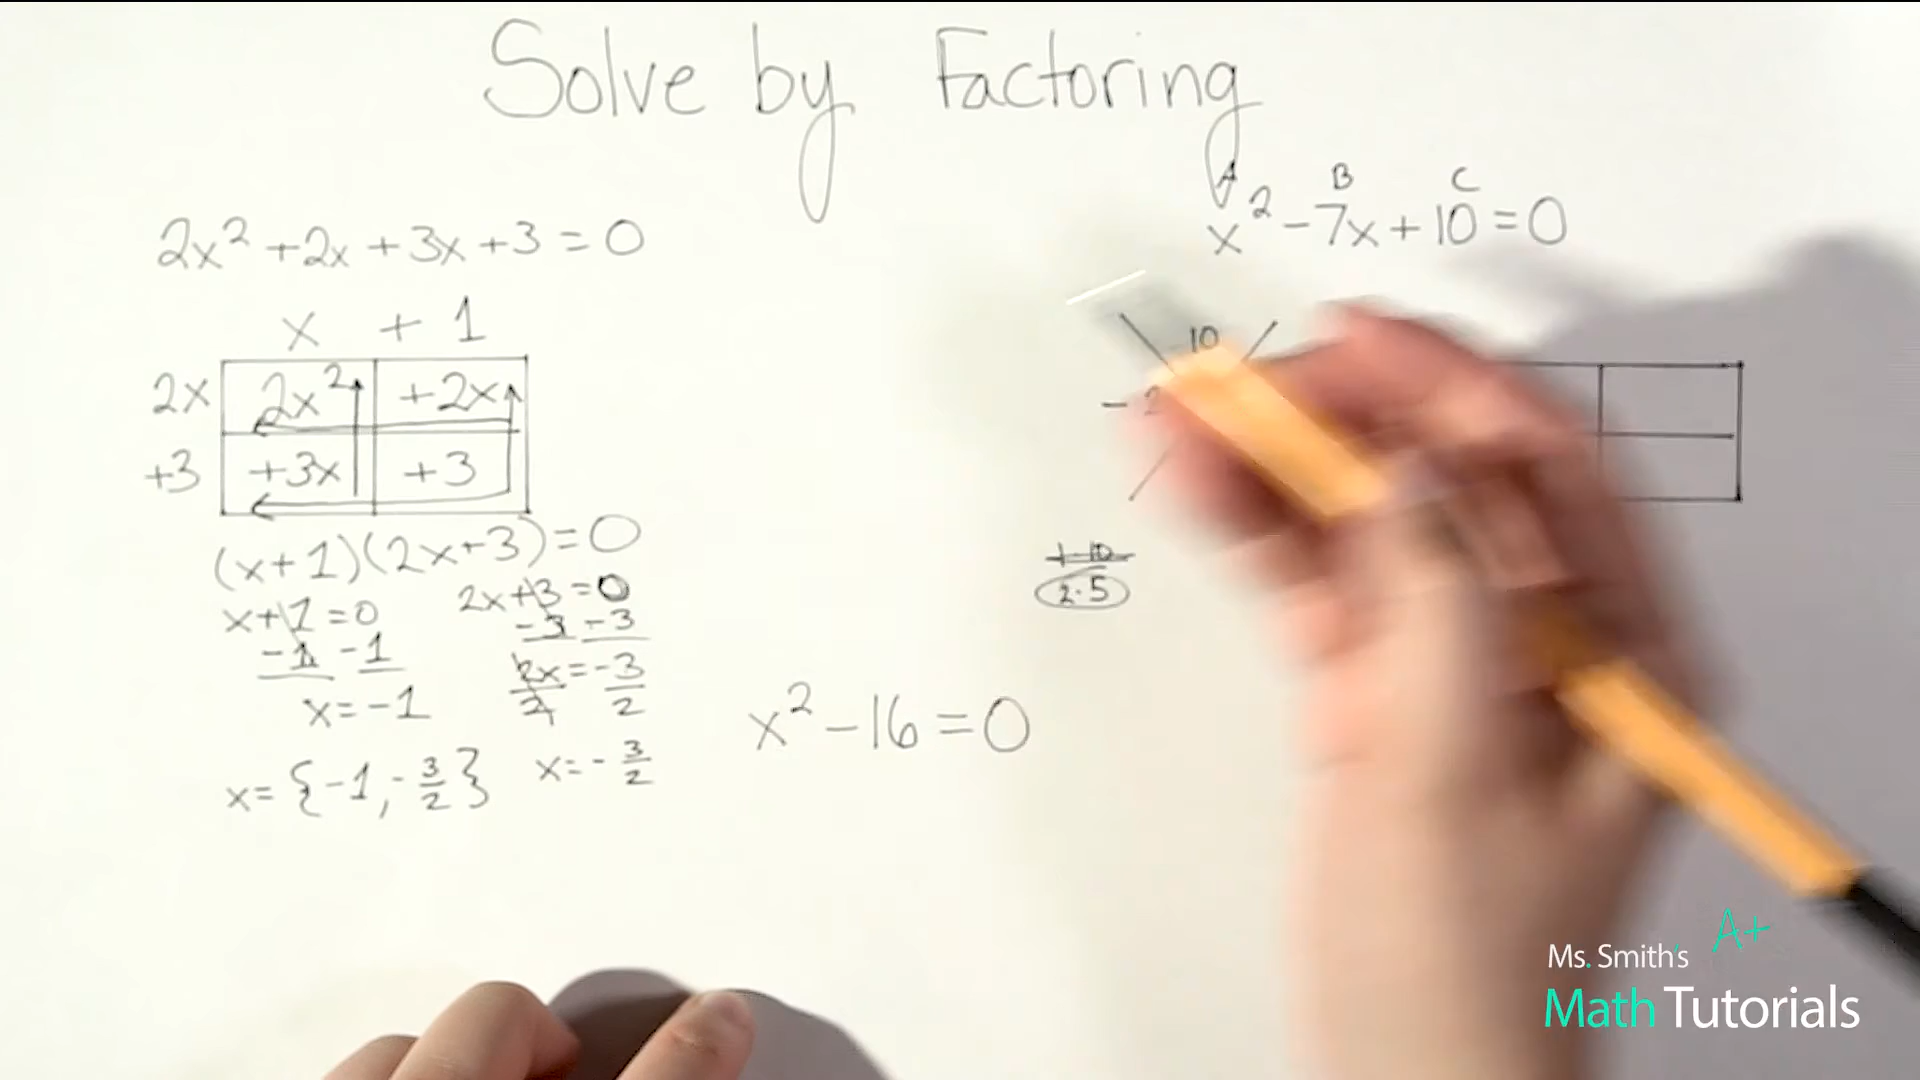 Solve by Factoring
2x² + 2x + 3x + 3 = 0
x + 1
2x 2x² +2x
+3 +3x +3
(x+1)(2x+3) = 0
x+1 = 0
-1 -1
x = -1
2x+3 = 0
-3 -3
2x = -3
2 2
x = -3/2
x = {-1, -3/2}
x² - 16 = 0
A B C
x² - 7x + 10 = 0
10
- 2
1·10
2·5
Ms. Smith's A+
Math Tutorials